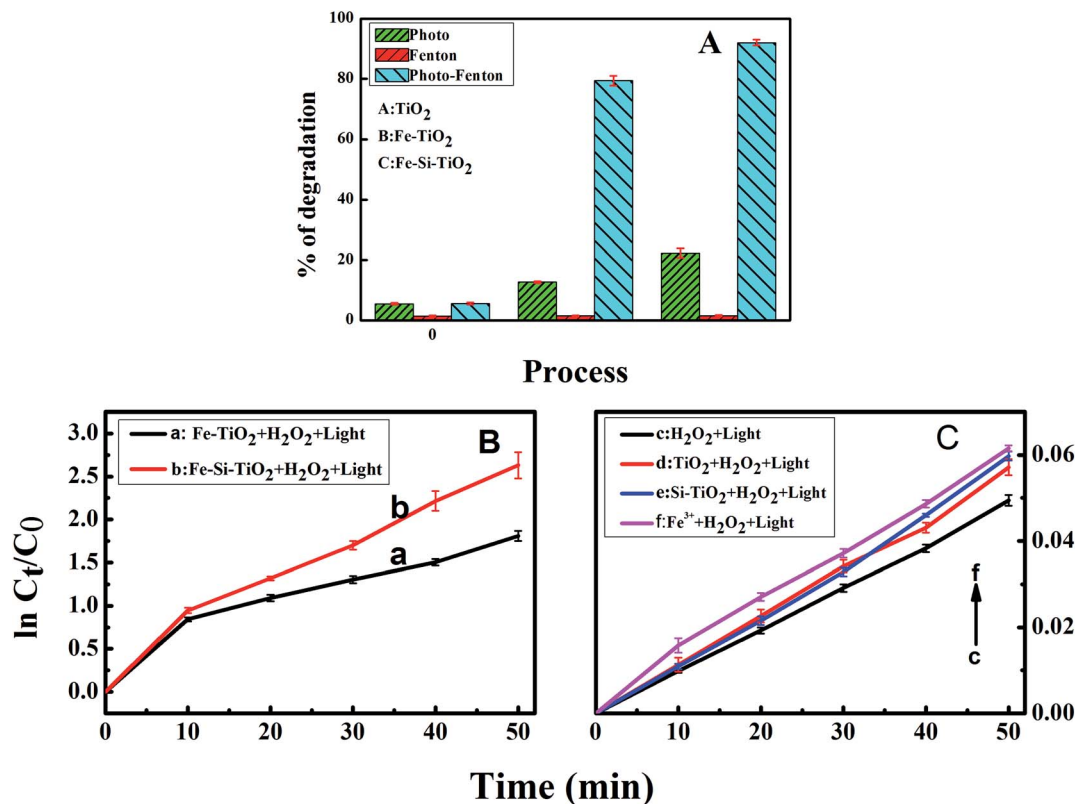 A
100
80
60
40
20
0
% of degradation
Photo
Fenton
Photo-Fenton
A:TiO₂
B:Fe-TiO₂
C:Fe-Si-TiO₂
0
Process
B
3.0
2.5
2.0
1.5
1.0
0.5
0.0
ln Cₜ/C₀
a: Fe-TiO₂+H₂O₂+Light
b:Fe-Si-TiO₂+H₂O₂+Light
b
a
0 10 20 30 40 50
C
c:H₂O₂+Light
d:TiO₂+H₂O₂+Light
e:Si-TiO₂+H₂O₂+Light
f:Fe³⁺+H₂O₂+Light
f
c
0.06
0.04
0.02
0.00
0 10 20 30 40 50
Time (min)